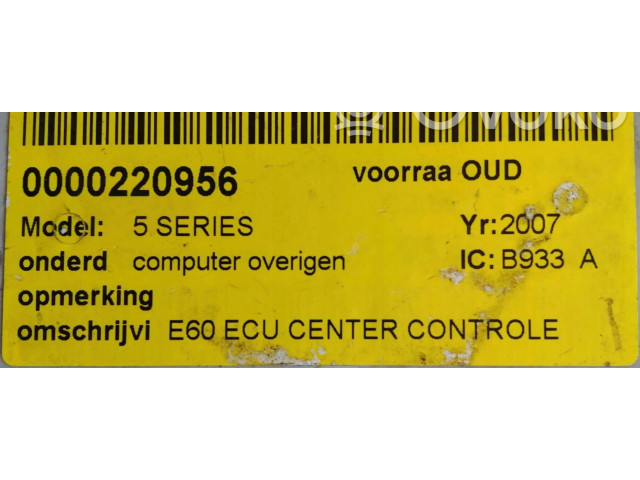 Ovoko
0000220956 voorraa OUD
Model: 5 SERIES Yr: 2007
onderd computer overigen IC: B933 A
opmerking
omschrijvi E60 ECU CENTER CONTROLE